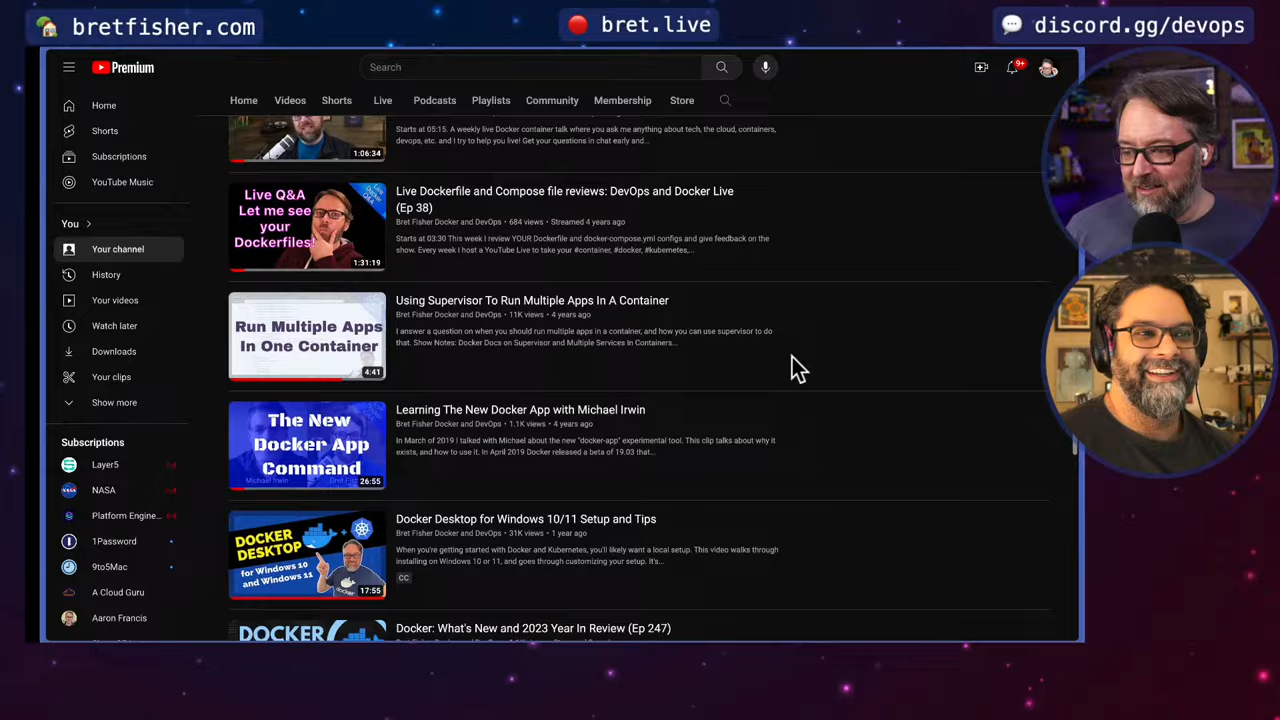 bretfisher.com
bret.live
discord.gg/devops
Premium
Search
9+
Home
Videos
Shorts
Live
Podcasts
Playlists
Community
Membership
Store
Home
Shorts
Subscriptions
YouTube Music
You
Your channel
History
Your videos
Watch later
Downloads
Your clips
Show more
Subscriptions
Layer5
NASA
Platform Engine...
1Password
9to5Mac
A Cloud Guru
Aaron Francis
1:06:34
Starts at 05:15. A weekly live Docker container talk where you ask me anything about tech, the cloud, containers,
devops, etc. and I try to help you live! Get your questions in chat early and...
Live Q&A
Let me see
your
Dockerfiles!
1:31:19
Live Dockerfile and Compose file reviews: DevOps and Docker Live
(Ep 38)
Bret Fisher Docker and DevOps • 684 views • Streamed 4 years ago
Starts at 03:30 This week I review YOUR Dockerfile and docker-compose.yml configs and give feedback on the
show. Every week I host a YouTube Live to take your #container, #docker, #kubernetes,...
Run Multiple Apps
In One Container
4:41
Using Supervisor To Run Multiple Apps In A Container
Bret Fisher Docker and DevOps • 11K views • 4 years ago
I answer a question on when you should run multiple apps in a container, and how you can use supervisor to do
that. Show Notes: Docker Docs on Supervisor and Multiple Services In Containers...
The New
Docker App
Command
Michael Irwin
26:55
Learning The New Docker App with Michael Irwin
Bret Fisher Docker and DevOps • 1.1K views • 4 years ago
In March of 2019 I talked with Michael about the new "docker-app" experimental tool. This clip talks about why it
exists, and how to use it. In April 2019 Docker released a beta of 19.03 that...
DOCKER
DESKTOP
for Windows 10
and Windows 11
17:55
Docker Desktop for Windows 10/11 Setup and Tips
Bret Fisher Docker and DevOps • 31K views • 1 year ago
When you're getting started with Docker and Kubernetes, you'll likely want a local setup. This video walks through
installing on Windows 10 or 11, and goes through customizing your setup. It's...
CC
DOCKER
Docker: What's New and 2023 Year In Review (Ep 247)